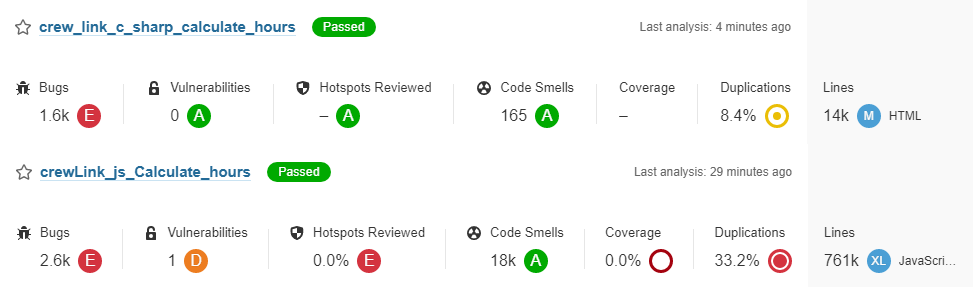 crew_link_c_sharp_calculate_hours Passed Last analysis: 4 minutes ago
Bugs Vulnerabilities Hotspots Reviewed Code Smells Coverage Duplications Lines
1.6k E 0 A – A 165 A – 8.4% 14k M HTML
crewLink_js_Calculate_hours Passed Last analysis: 29 minutes ago
Bugs Vulnerabilities Hotspots Reviewed Code Smells Coverage Duplications Lines
2.6k E 1 D 0.0% E 18k A 0.0% 33.2% 761k XL JavaScri...